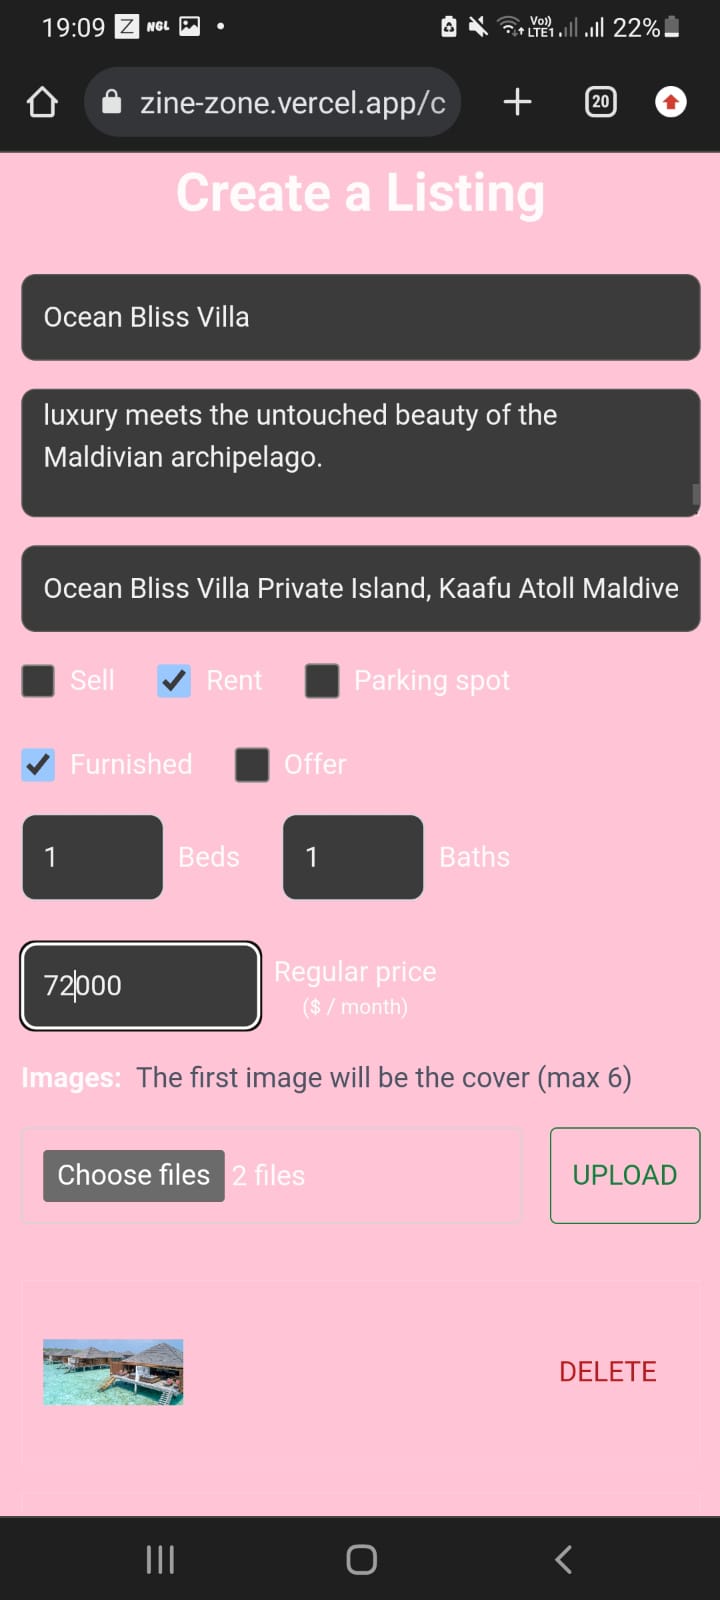 19:09 Z NGL Vo)) LTE1 22%
zine-zone.vercel.app/c 20
Create a Listing
Ocean Bliss Villa
luxury meets the untouched beauty of the
Maldivian archipelago.
Ocean Bliss Villa Private Island, Kaafu Atoll Maldive
Sell Rent Parking spot
Furnished Offer
1 Beds 1 Baths
72000 Regular price
($ / month)
Images: The first image will be the cover (max 6)
Choose files 2 files UPLOAD
DELETE